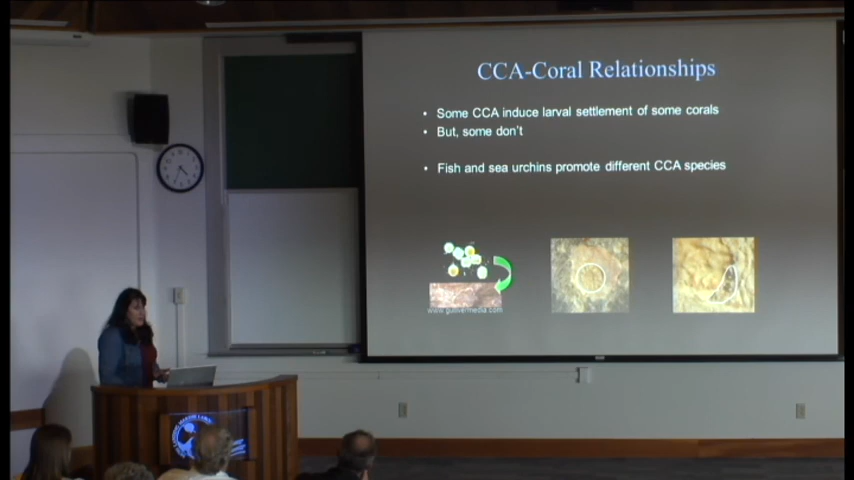 CCA-Coral Relationships
• Some CCA induce larval settlement of some corals
• But, some don't
• Fish and sea urchins promote different CCA species